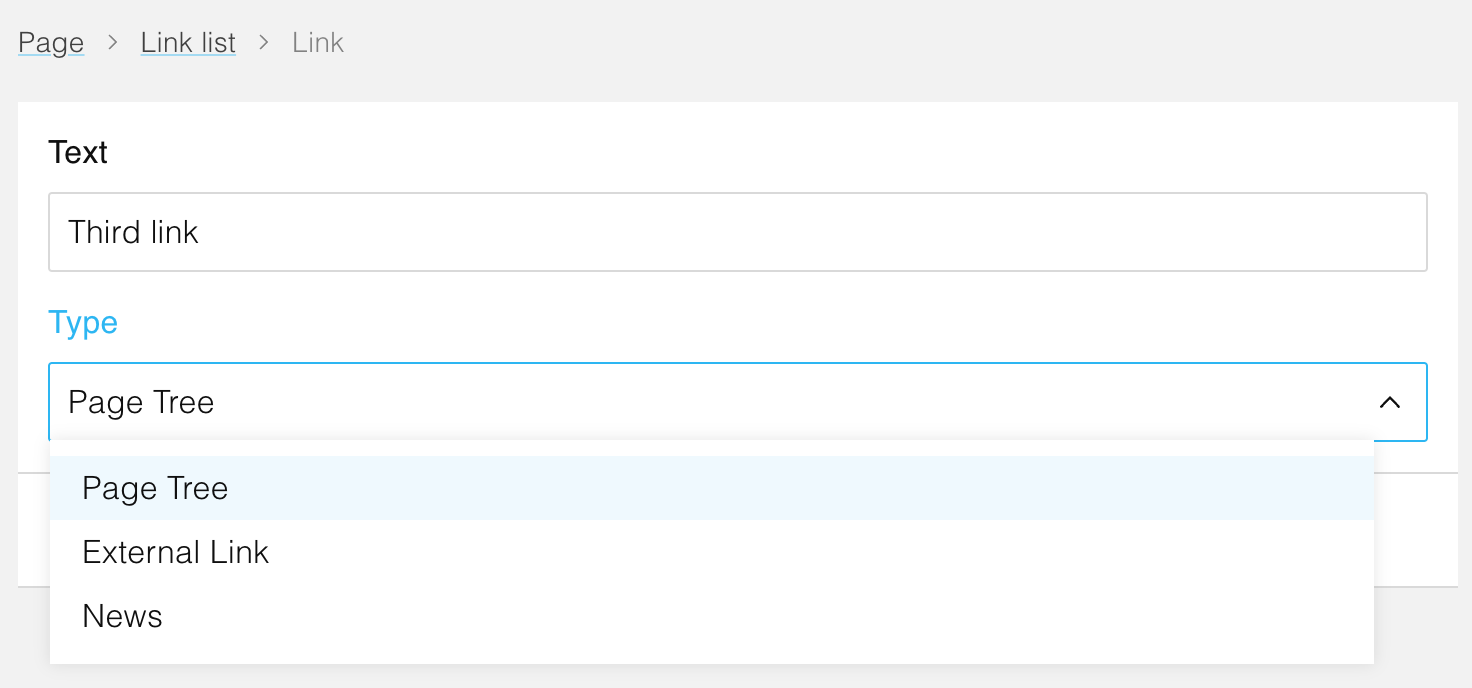 Page > Link list > Link
Text
Third link
Type
Page Tree
Page Tree
External Link
News